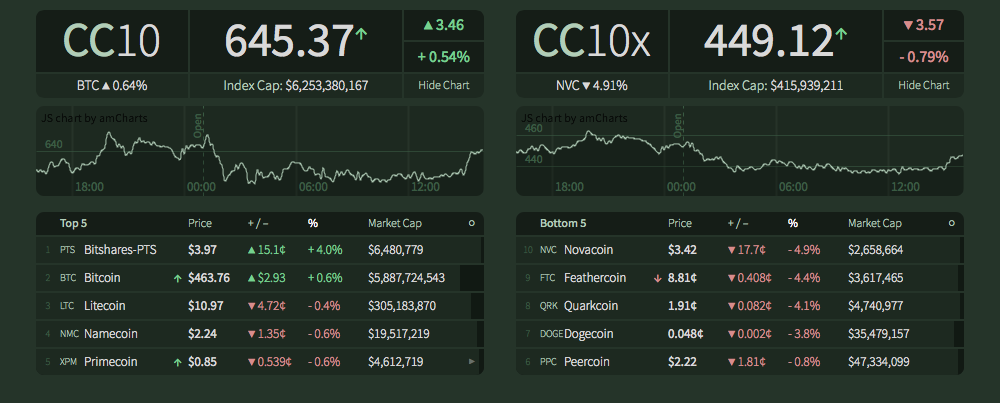 CC10 645.37↑ ▲3.46
+0.54%
BTC▲0.64% Index Cap: $6,253,380,167 Hide Chart
JS chart by amCharts
Open
640
18:00 00:00 06:00 12:00
Top 5 Price + / – % Market Cap
1 PTS Bitshares-PTS $3.97 ▲15.1¢ +4.0% $6,480,779
2 BTC Bitcoin ↑ $463.76 ▲$2.93 +0.6% $5,887,724,543
3 LTC Litecoin $10.97 ▼4.72¢ -0.4% $305,183,870
4 NMC Namecoin $2.24 ▼1.35¢ -0.6% $19,517,219
5 XPM Primecoin ↑ $0.85 ▼0.539¢ -0.6% $4,612,719
CC10x 449.12↑ ▼3.57
- 0.79%
NVC▼4.91% Index Cap: $415,939,211 Hide Chart
JS chart by amCharts
Open
460
440
18:00 00:00 06:00 12:00
Bottom 5 Price + / – % Market Cap
10 NVC Novacoin $3.42 ▼17.7¢ -4.9% $2,658,664
9 FTC Feathercoin ↓ 8.81¢ ▼0.408¢ -4.4% $3,617,465
8 QRK Quarkcoin 1.91¢ ▼0.082¢ -4.1% $4,740,977
7 DOGE Dogecoin 0.048¢ ▼0.002¢ -3.8% $35,479,157
6 PPC Peercoin $2.22 ▼1.81¢ -0.8% $47,334,099